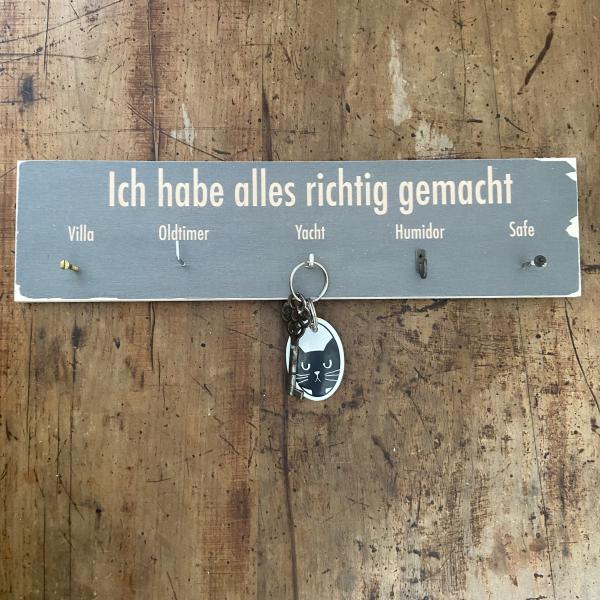 Ich habe alles richtig gemacht
Villa Oldtimer Yacht Humidor Safe